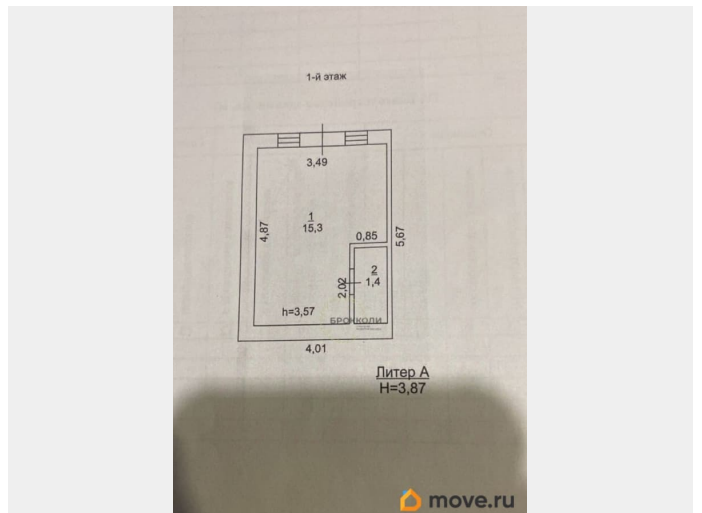 1-й этаж
3,49
1
15,3
4,87
0,85
5,67
2
1,4
2,02
h=3,57
БРОККОЛИ
4,01
Литер А
Н=3,87
move.ru